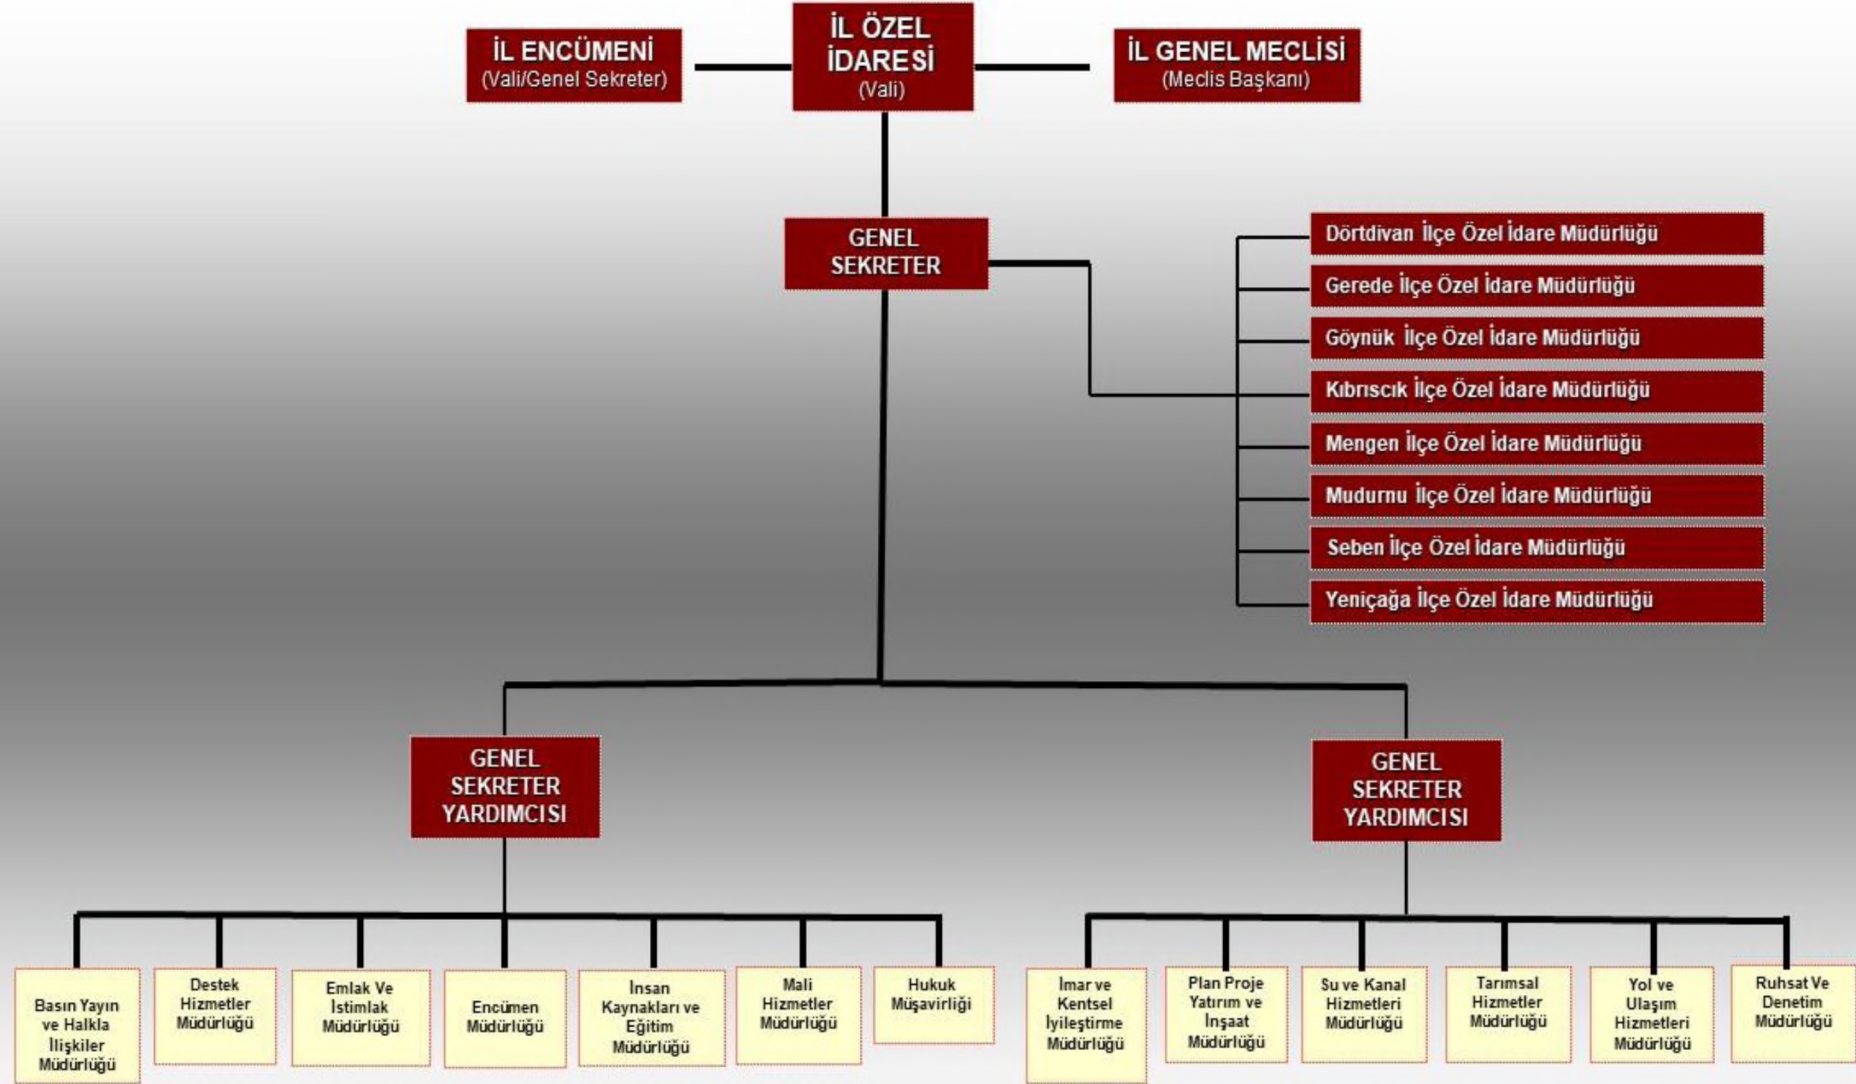 İL ENCÜMENİ
(Vali/Genel Sekreter)
İL ÖZEL
İDARESİ
(Vali)
İL GENEL MECLİSİ
(Meclis Başkanı)
GENEL
SEKRETER
Dörtdivan İlçe Özel İdare Müdürlüğü
Gerede İlçe Özel İdare Müdürlüğü
Göynük İlçe Özel İdare Müdürlüğü
Kıbrıscık İlçe Özel İdare Müdürlüğü
Mengen İlçe Özel İdare Müdürlüğü
Mudurnu İlçe Özel İdare Müdürlüğü
Seben İlçe Özel İdare Müdürlüğü
Yeniçağa İlçe Özel İdare Müdürlüğü
GENEL
SEKRETER
YARDIMCISI
GENEL
SEKRETER
YARDIMCISI
Basın Yayın
ve Halkla
İlişkiler
Müdürlüğü
Destek
Hizmetler
Müdürlüğü
Emlak Ve
İstimlak
Müdürlüğü
Encümen
Müdürlüğü
İnsan
Kaynakları ve
Eğitim
Müdürlüğü
Mali
Hizmetler
Müdürlüğü
Hukuk
Müşavirliği
İmar ve
Kentsel
İyileştirme
Müdürlüğü
Plan Proje
Yatırım ve
İnşaat
Müdürlüğü
Su ve Kanal
Hizmetleri
Müdürlüğü
Tarımsal
Hizmetler
Müdürlüğü
Yol ve
Ulaşım
Hizmetleri
Müdürlüğü
Ruhsat Ve
Denetim
Müdürlüğü